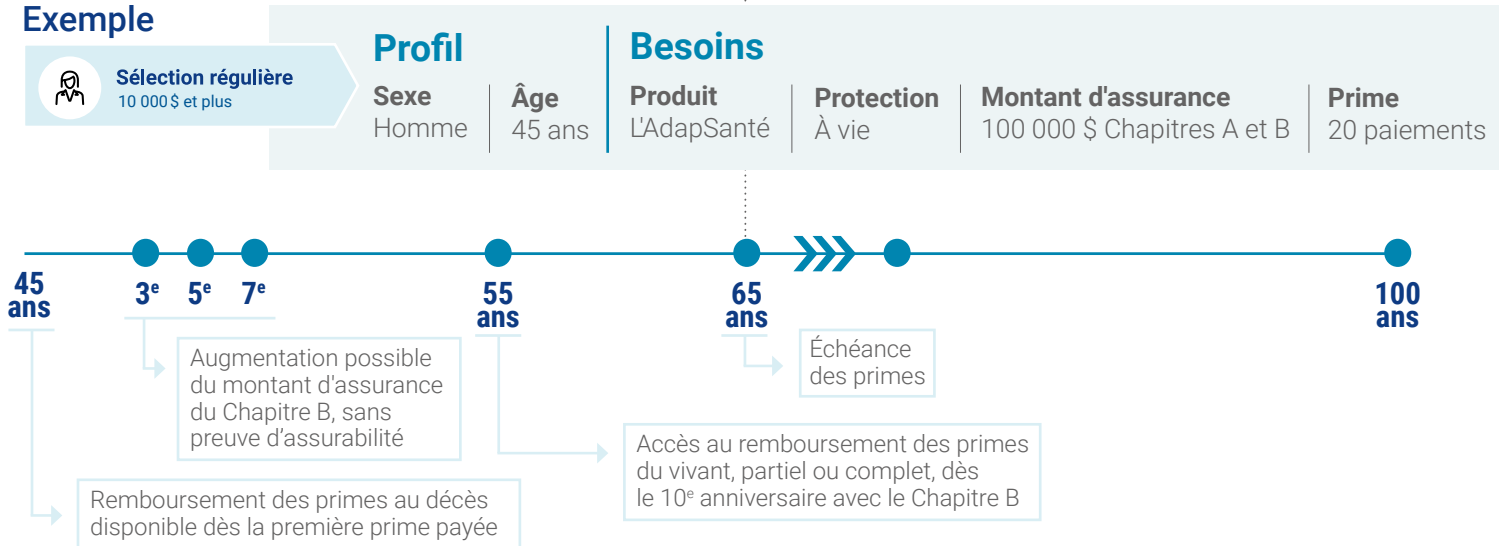 Exemple
Sélection régulière
10 000 $ et plus
Profil
Sexe
Homme
Âge
45 ans
Besoins
Produit
L'AdapSanté
Protection
À vie
Montant d'assurance
100 000 $ Chapitres A et B
Prime
20 paiements
45
ans
3e
5e
7e
55
ans
65
ans
100
ans
Augmentation possible
du montant d'assurance
du Chapitre B, sans
preuve d’assurabilité
Échéance
des primes
Accès au remboursement des primes
du vivant, partiel ou complet, dès
le 10e anniversaire avec le Chapitre B
Remboursement des primes au décès
disponible dès la première prime payée